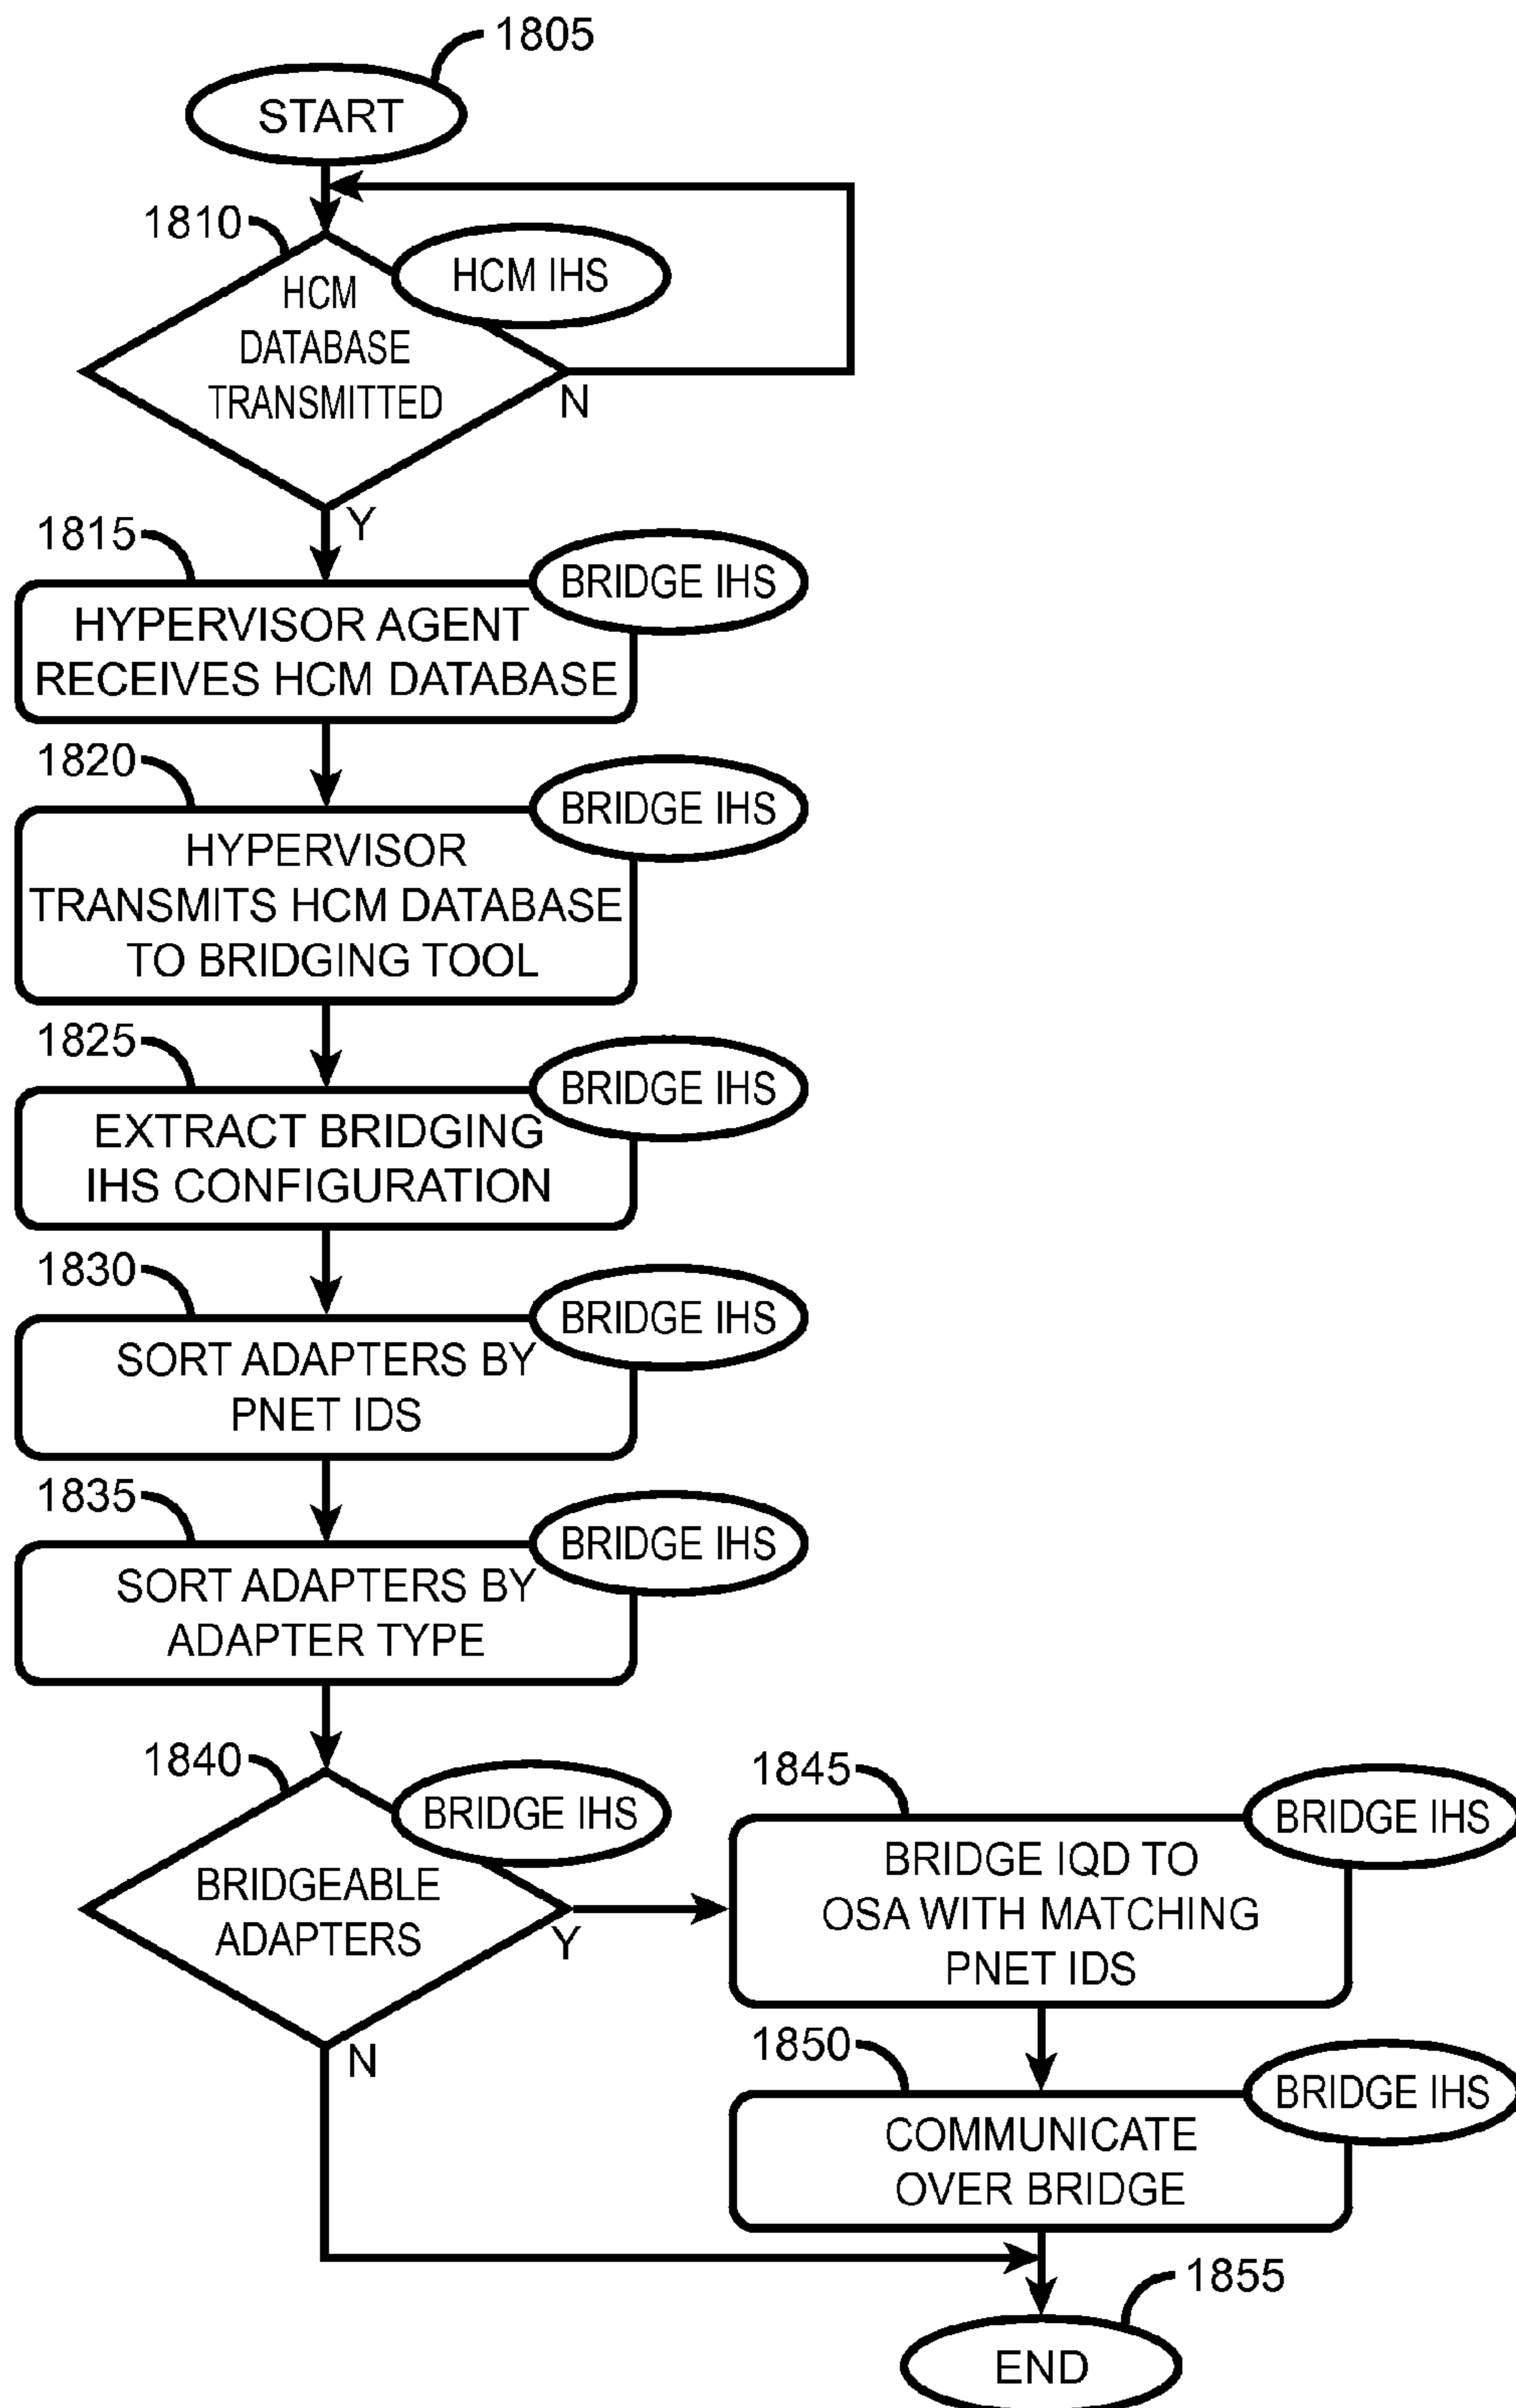 1805
START
1810
HCM IHS
HCM
DATABASE
TRANSMITTED
N
Y
1815
BRIDGE IHS
HYPERVISOR AGENT
RECEIVES HCM DATABASE
1820
BRIDGE IHS
HYPERVISOR
TRANSMITS HCM DATABASE
TO BRIDGING TOOL
1825
BRIDGE IHS
EXTRACT BRIDGING
IHS CONFIGURATION
1830
BRIDGE IHS
SORT ADAPTERS BY
PNET IDS
1835
BRIDGE IHS
SORT ADAPTERS BY
ADAPTER TYPE
1840
BRIDGE IHS
BRIDGEABLE
ADAPTERS
Y
N
1845
BRIDGE IHS
BRIDGE IQD TO
OSA WITH MATCHING
PNET IDS
1850
BRIDGE IHS
COMMUNICATE
OVER BRIDGE
1855
END